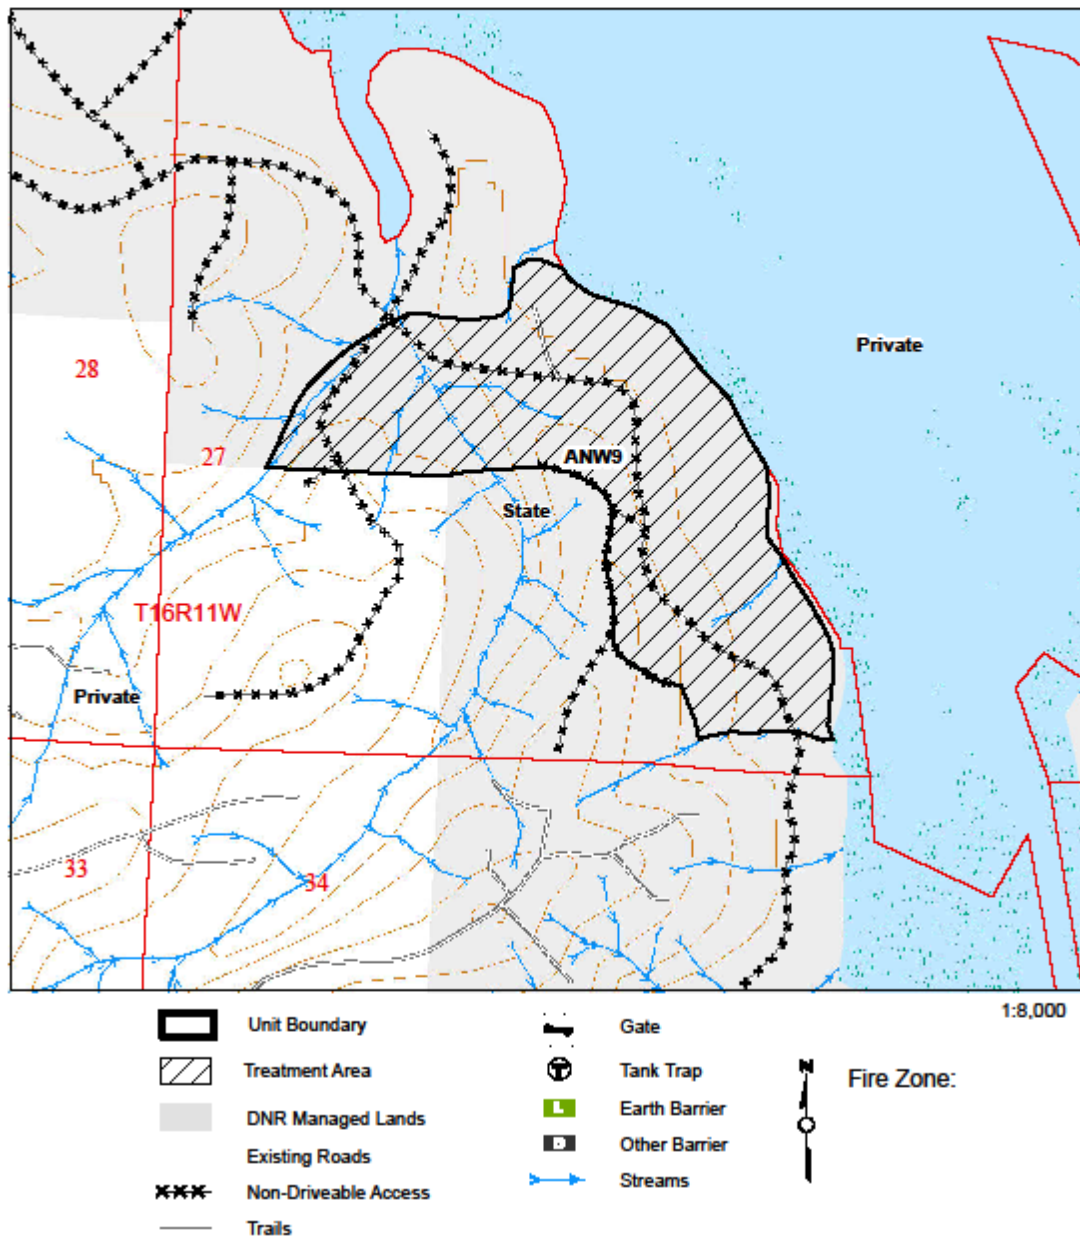 Private
28
ANW9
27
State
T16R11W
Private
33
34
1:8,000
Unit Boundary
Treatment Area
DNR Managed Lands
Existing Roads
Non-Driveable Access
Trails
Gate
T
Tank Trap
L
Earth Barrier
D
Other Barrier
Streams
N
Fire Zone: